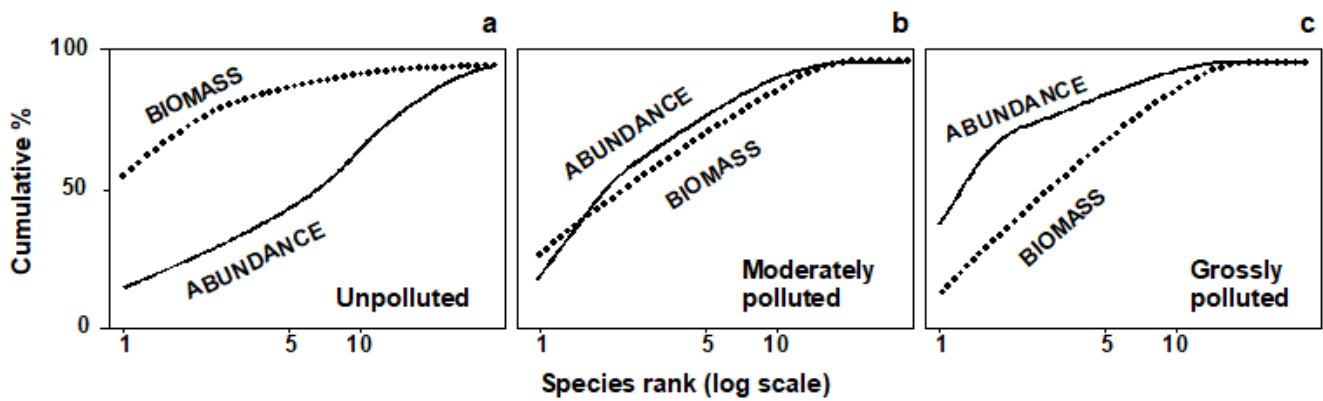 a
b
c
Cumulative %
100
50
0
BIOMASS
ABUNDANCE
Unpolluted
1 5 10
ABUNDANCE
BIOMASS
Moderately
polluted
1 5 10
ABUNDANCE
BIOMASS
Grossly
polluted
1 5 10
Species rank (log scale)